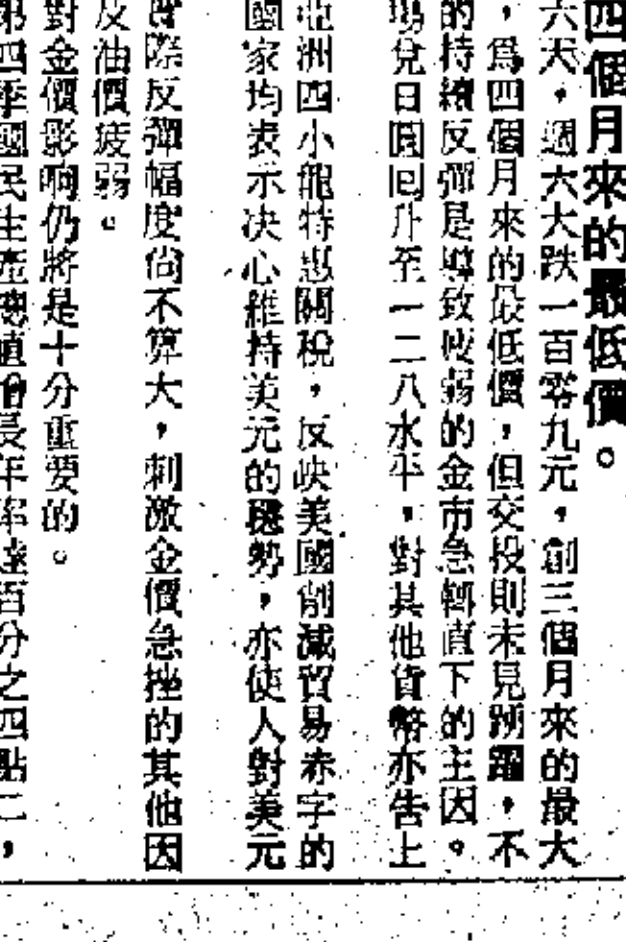 四個月來的最低價。
六天，週六大跌一百零九元，創三個月來的最大
，爲四個月來的最低價，但交投則未見踴躍，不
的持續反彈是導致疲弱的金市急轉直下的主因。
場兌日圓回升至一二八水平，對其他貨幣亦告上
亞洲四小龍特惠關稅，反映美國削減貿易赤字的
國家均表示决心維持美元的穩勢，亦使人對美元
實際反彈幅度尙不算大，刺激金價急挫的其他因
及油價疲弱。
對金價影响仍將是十分重要的。
第四季國民生產總值增長年率達百分之四點二，